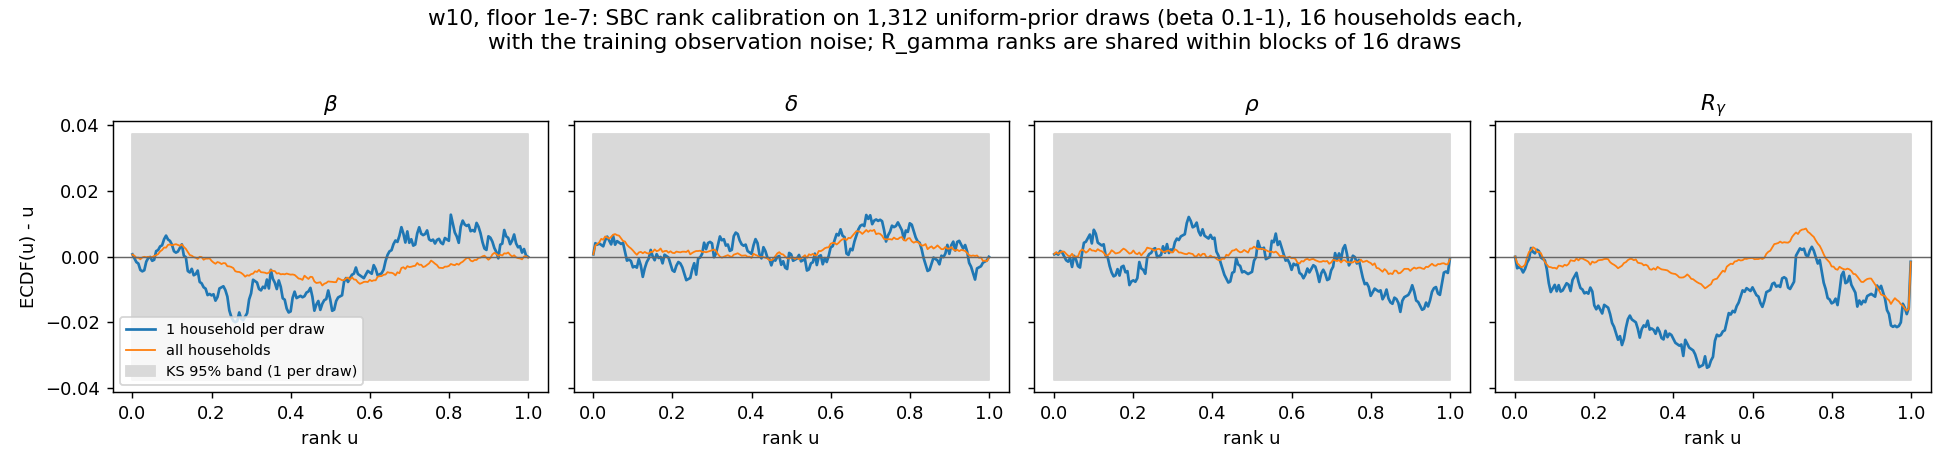 w10, floor 1e-7: SBC rank calibration on 1,312 uniform-prior draws (beta 0.1-1), 16 households each,
with the training observation noise; R_gamma ranks are shared within blocks of 16 draws
β
δ
ρ
Rγ
ECDF(u) - u
0.04
0.02
0.00
−0.02
−0.04
1 household per draw
all households
KS 95% band (1 per draw)
0.0 0.2 0.4 0.6 0.8 1.0
0.0 0.2 0.4 0.6 0.8 1.0
0.0 0.2 0.4 0.6 0.8 1.0
0.0 0.2 0.4 0.6 0.8 1.0
rank u
rank u
rank u
rank u